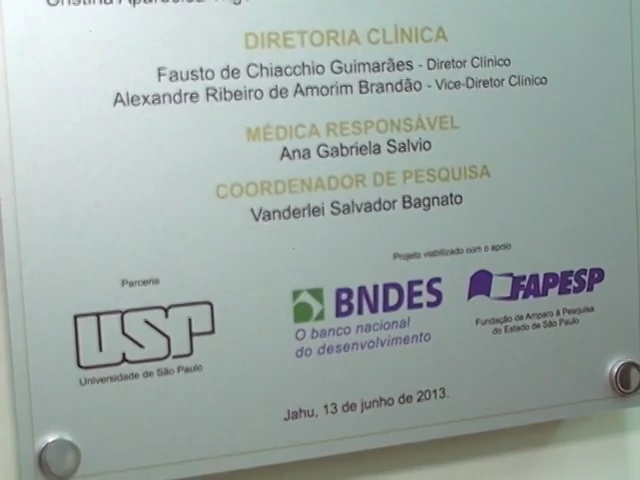 DIRETORIA CLÍNICA
Fausto de Chiacchio Guimarães - Diretor Clínico
Alexandre Ribeiro de Amorim Brandão - Vice-Diretor Clínico
MÉDICA RESPONSÁVEL
Ana Gabriela Salvio
COORDENADOR DE PESQUISA
Vanderlei Salvador Bagnato
Parceria
USP
Universidade de São Paulo
Projeto viabilizado com o apoio
BNDES
O banco nacional
do desenvolvimento
FAPESP
Fundação de Amparo à Pesquisa
do Estado de São Paulo
Jahu, 13 de junho de 2013.